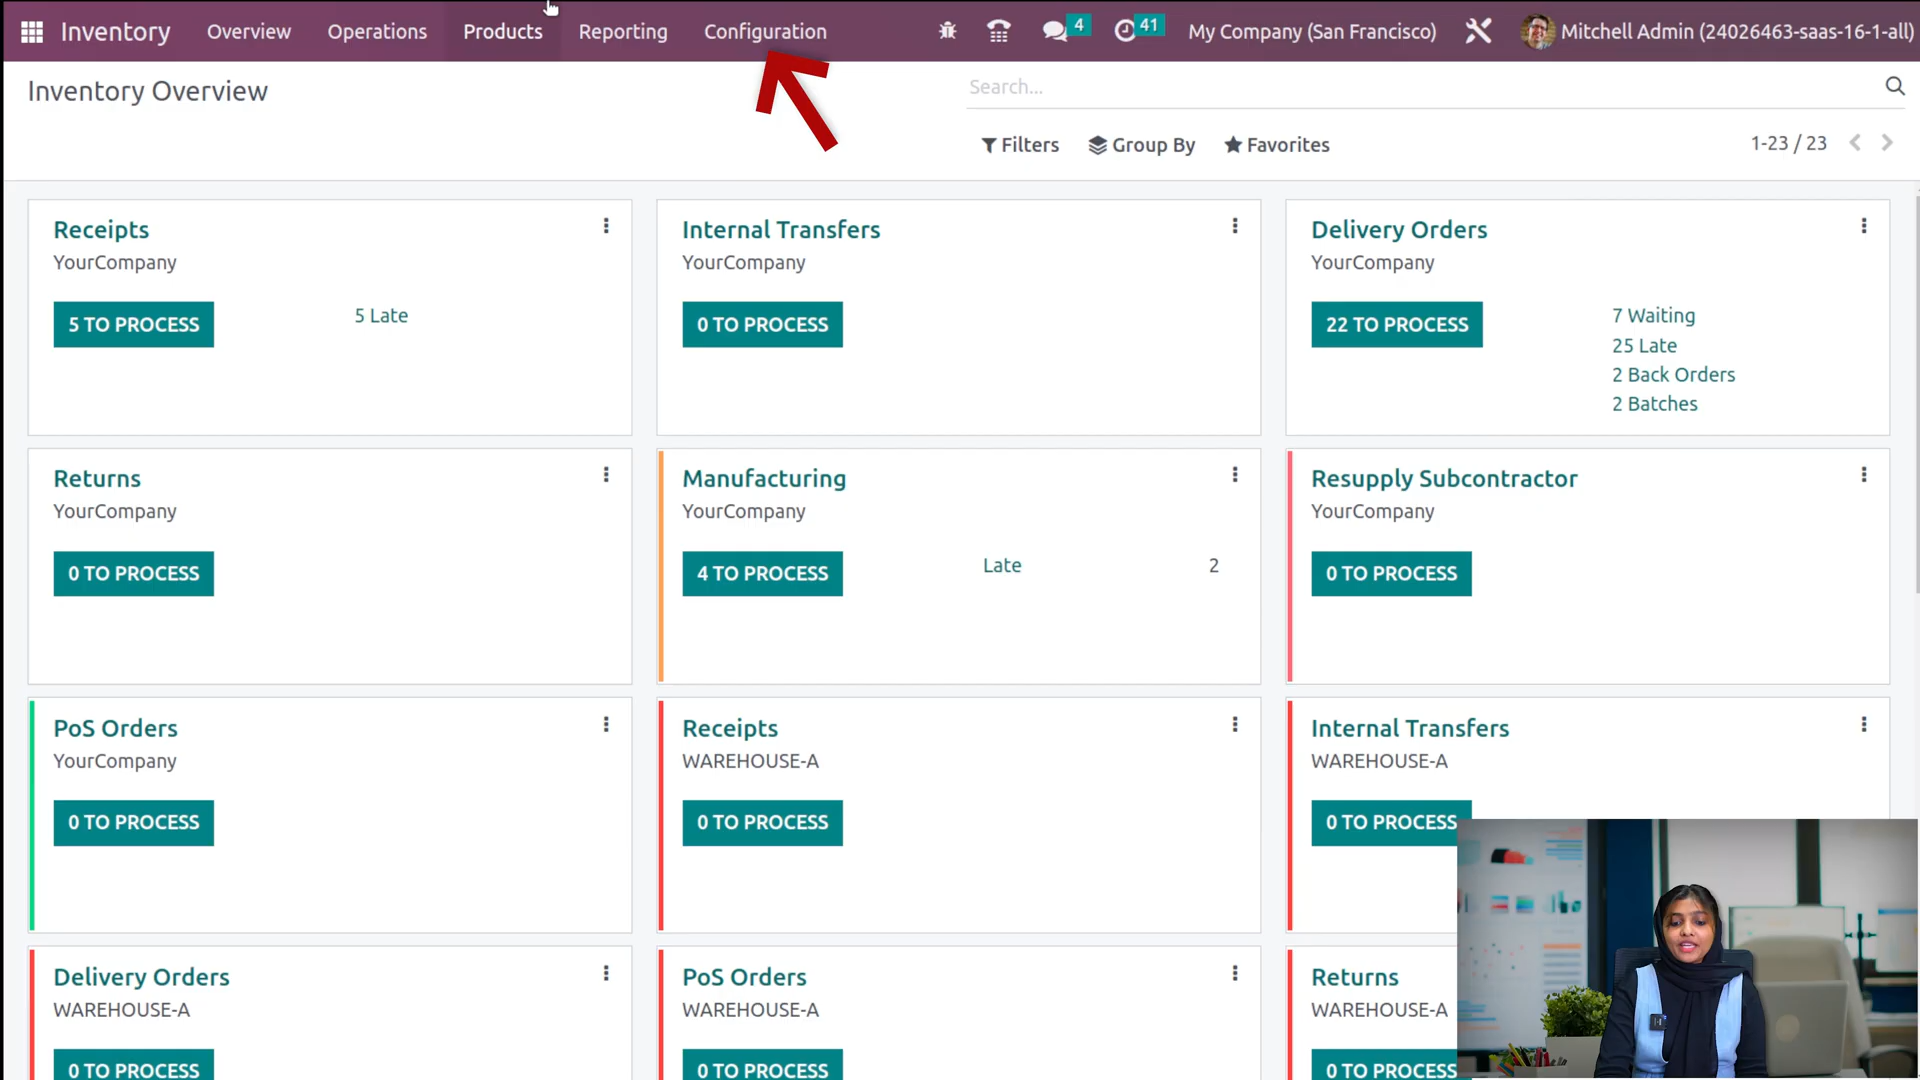 Inventory Overview Operations Products Reporting Configuration 4 41 My Company (San Francisco) Mitchell Admin (24026463-saas-16-1-all)
Inventory Overview
Search...
Filters Group By Favorites 1-23 / 23
Receipts
YourCompany
5 TO PROCESS
5 Late
Internal Transfers
YourCompany
0 TO PROCESS
Delivery Orders
YourCompany
22 TO PROCESS
7 Waiting
25 Late
2 Back Orders
2 Batches
Returns
YourCompany
0 TO PROCESS
Manufacturing
YourCompany
4 TO PROCESS
Late 2
Resupply Subcontractor
YourCompany
0 TO PROCESS
PoS Orders
YourCompany
0 TO PROCESS
Receipts
WAREHOUSE-A
0 TO PROCESS
Internal Transfers
WAREHOUSE-A
0 TO PROCESS
Delivery Orders
WAREHOUSE-A
0 TO PROCESS
PoS Orders
WAREHOUSE-A
0 TO PROCESS
Returns
WAREHOUSE-A
0 TO PROCESS